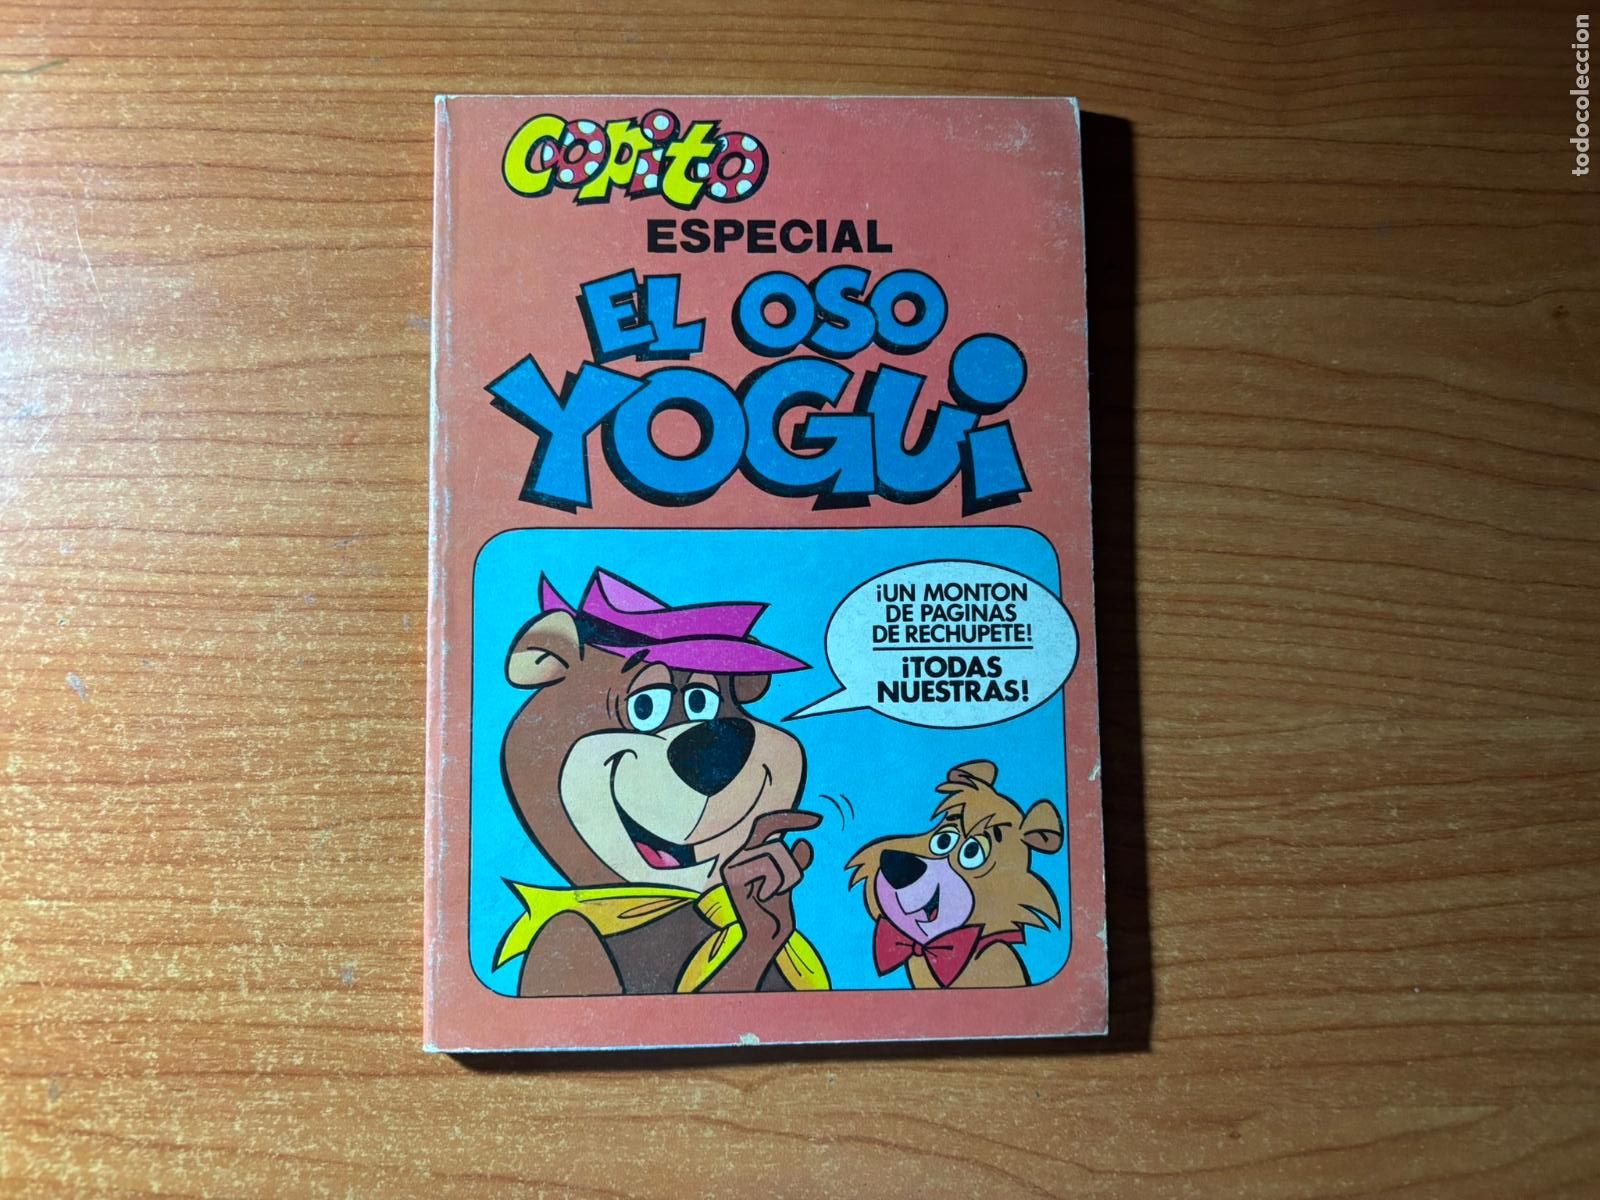 Copito
ESPECIAL
EL OSO
YOGUi
¡UN MONTON
DE PAGINAS
DE RECHUPETE!
¡TODAS
NUESTRAS!
todocoleccion